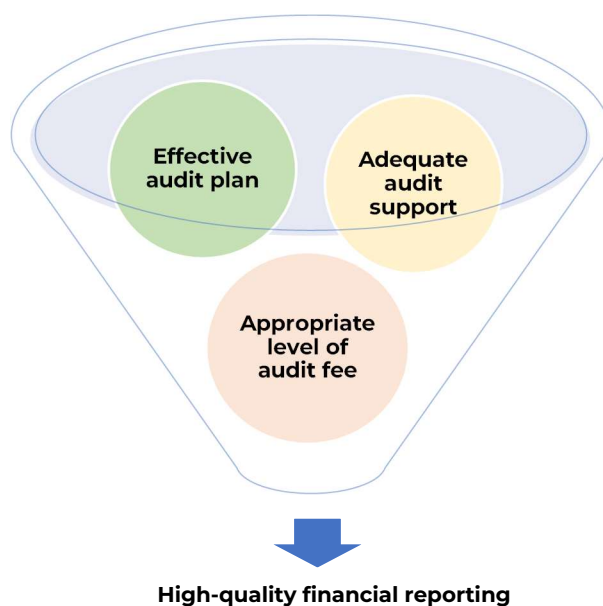 Effective
audit plan
Adequate
audit
support
Appropriate
level of
audit fee
High-quality financial reporting